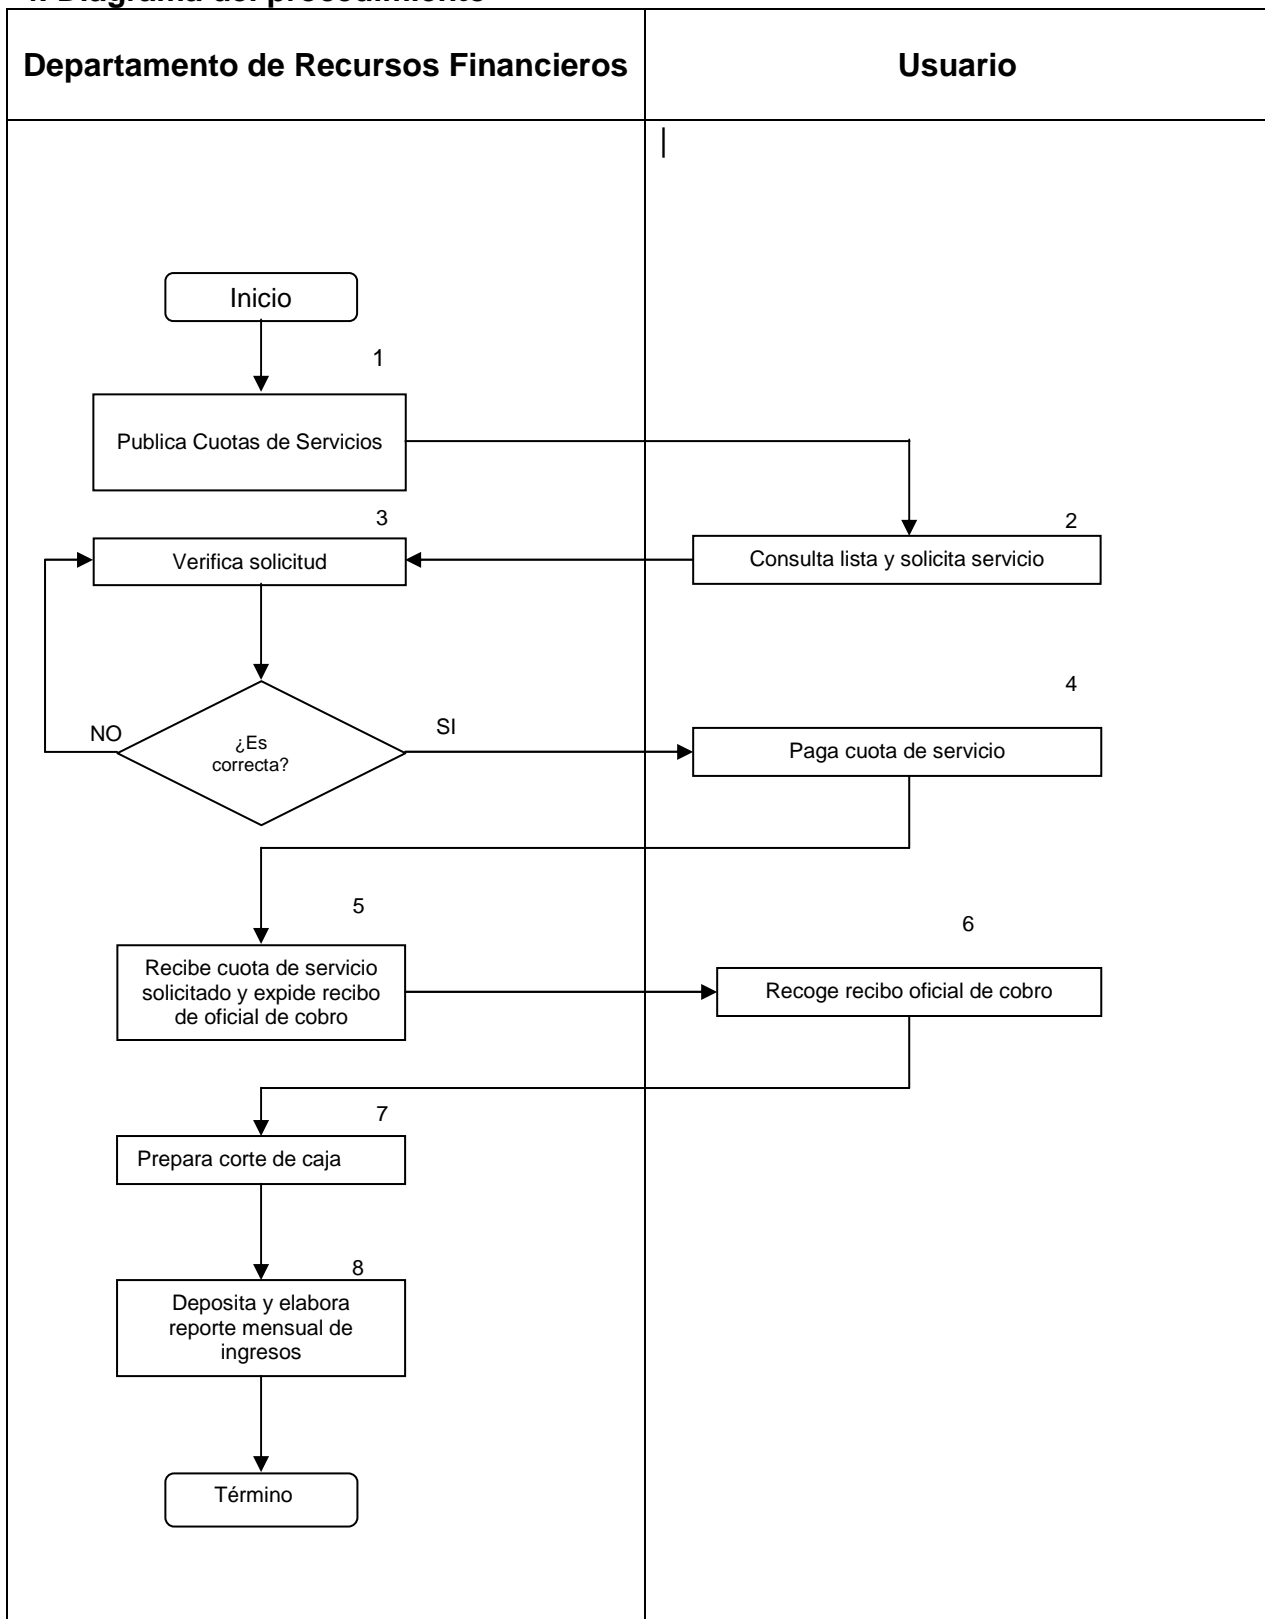 Diagrama del procedimiento
Departamento de Recursos Financieros
Usuario
Inicio
1
Publica Cuotas de Servicios
2
Consulta lista y solicita servicio
3
Verifica solicitud
¿Es
correcta?
NO
SI
4
Paga cuota de servicio
5
Recibe cuota de servicio
solicitado y expide recibo
de oficial de cobro
6
Recoge recibo oficial de cobro
7
Prepara corte de caja
8
Deposita y elabora
reporte mensual de
ingresos
Término